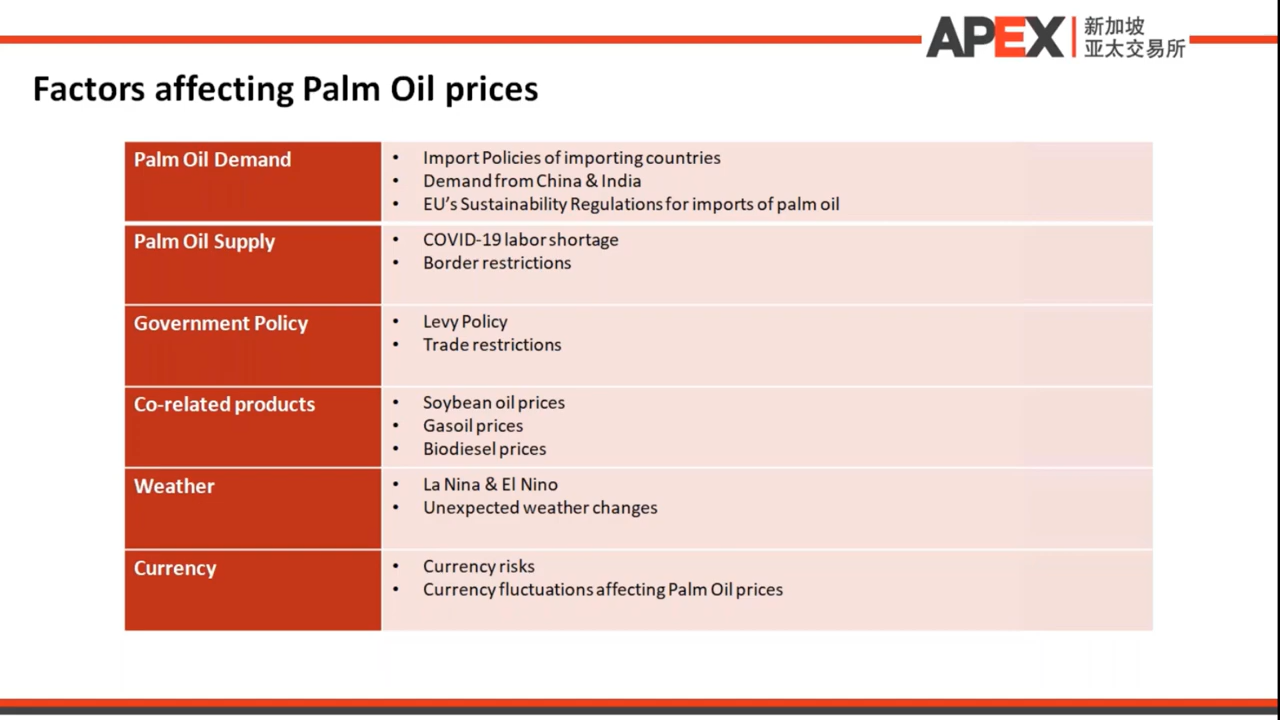 APEX 新加坡
亚太交易所
Factors affecting Palm Oil prices
Palm Oil Demand
• Import Policies of importing countries
• Demand from China & India
• EU's Sustainability Regulations for imports of palm oil
Palm Oil Supply
• COVID-19 labor shortage
• Border restrictions
Government Policy
• Levy Policy
• Trade restrictions
Co-related products
• Soybean oil prices
• Gasoil prices
• Biodiesel prices
Weather
• La Nina & El Nino
• Unexpected weather changes
Currency
• Currency risks
• Currency fluctuations affecting Palm Oil prices